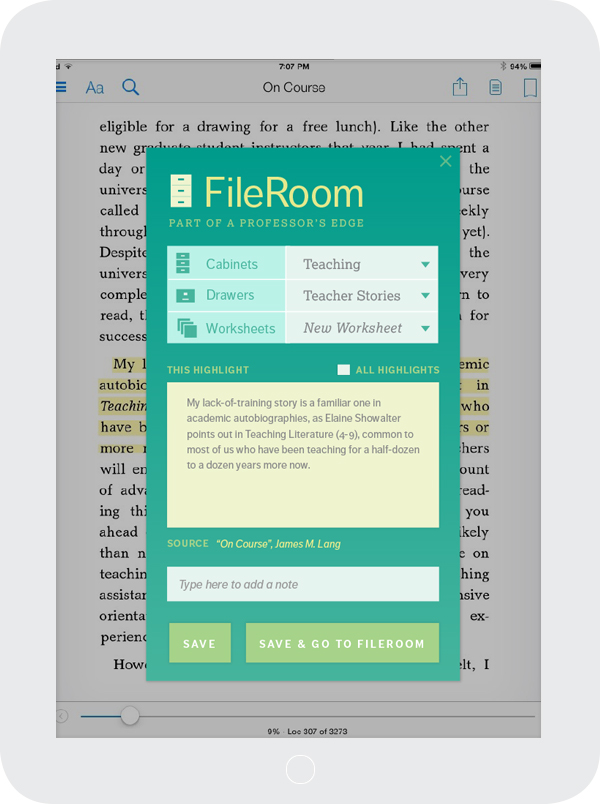 7:07 PM
94%
Aa
On Course
eligible for a drawing for a free lunch). Like the other
new graduate student instructors that year, I had spent a
day or the
univers ourse
called ekly
through yet).
Despite the
univers very
comple n to
read, for
success
My emic
autobio in
Teachin who
have b rs or
more chers
will en ount
of adva read-
ing thi you
ahead ikely
than n e on
teachin hing
assistan nsive
orienta ex-
perienc
Howe elt, I
FileRoom
PART OF A PROFESSOR'S EDGE
Cabinets Teaching
Drawers Teacher Stories
Worksheets New Worksheet
THIS HIGHLIGHT ALL HIGHLIGHTS
My lack-of-training story is a familiar one in
academic autobiographies, as Elaine Showalter
points out in Teaching Literature (4-9), common to
most of us who have been teaching for a half-dozen
to a dozen years more now.
SOURCE "On Course", James M. Lang
Type here to add a note
SAVE SAVE & GO TO FILEROOM
9% · Loc 307 of 3273